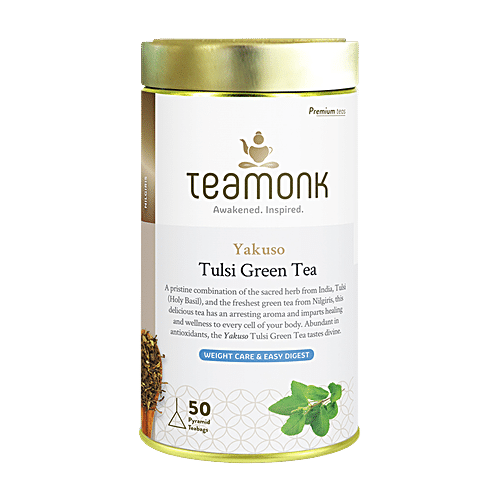 Premium teas
NILGIRIS
Teamonk
Awakened. Inspired.
Yakuso
Tulsi Green Tea
A pristine combination of the sacred herb from India, Tulsi
(Holy Basil), and the freshest green tea from Nilgiris, this
delicious tea has an arresting aroma and imparts healing
and wellness to every cell of your body. Abundant in
antioxidants, the Yakuso Tulsi Green Tea tastes divine.
WEIGHT CARE & EASY DIGEST
50
Pyramid
Teabags